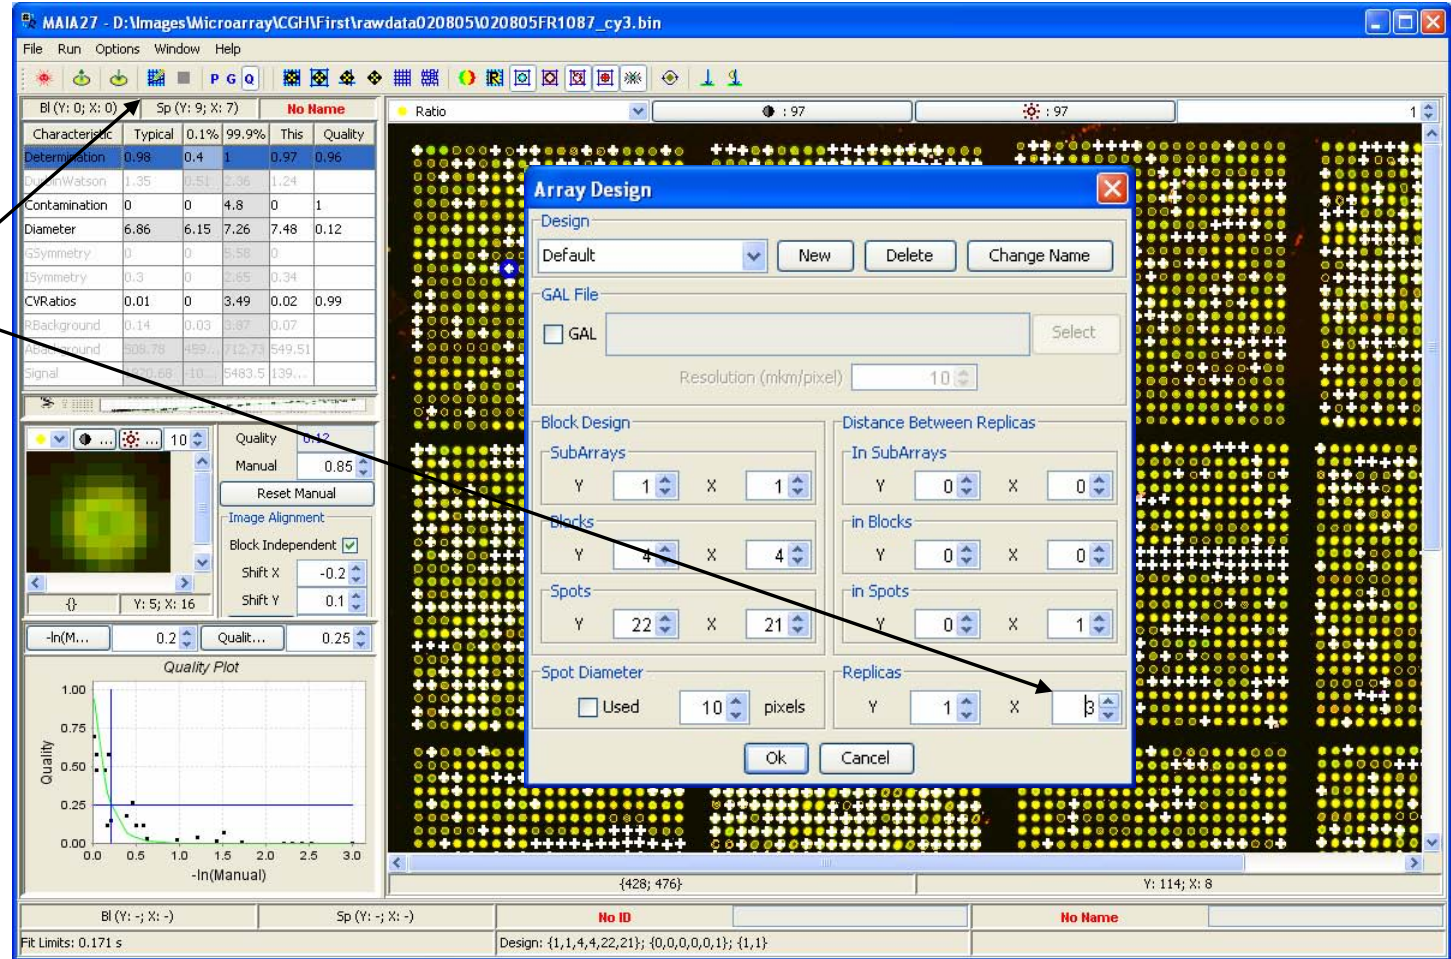 MAIA27 - D:\Images\Microarray\CGH\First\rawdata020805\020805FR1087_cy3.bin
File Run Options Window Help
P G Q
Bl (Y: 0; X: 0) Sp (Y: 9; X: 7) No Name
Ratio : 97 : 97 1
Characteristic Typical 0.1% 99.9% This Quality
Determination 0.98 0.4 1 0.97 0.96
DurbinWatson 1.35 0.51 2.36 1.24
Contamination 0 0 4.8 0 1
Diameter 6.86 6.15 7.26 7.48 0.12
GSymmetry 0 0 5.58 0
ISymmetry 0.3 0 2.65 0.34
CVRatios 0.01 0 3.49 0.02 0.99
RBackground 0.14 0.03 3.87 0.07
ABackground 508.78 712.73 549.51
Signal -10... 5483.5 139...
... ... 10
Quality 0.12
Manual 0.85
Reset Manual
Image Alignment
Block Independent
Shift X -0.2
Shift Y 0.1
{} Y: 5; X: 16
-ln(M... 0.2 Qualit... 0.25
Quality Plot
Quality
1.00
0.75
0.50
0.25
0.00
0.0 0.5 1.0 1.5 2.0 2.5 3.0
-ln(Manual)
Array Design
Design
Default New Delete Change Name
GAL File
GAL Select
Resolution (mkm/pixel) 10
Block Design
SubArrays
Y 1 X 1
Blocks
Y 4 X 4
Spots
Y 22 X 21
Distance Between Replicas
In SubArrays
Y 0 X 0
in Blocks
Y 0 X 0
in Spots
Y 0 X 1
Spot Diameter
Used 10 pixels
Replicas
Y 1 X 3
Ok Cancel
{428; 476} Y: 114; X: 8
Bl (Y: -; X: -) Sp (Y: -; X: -) No ID No Name
Fit Limits: 0.171 s Design: {1,1,4,4,22,21}; {0,0,0,0,0,1}; {1,1}